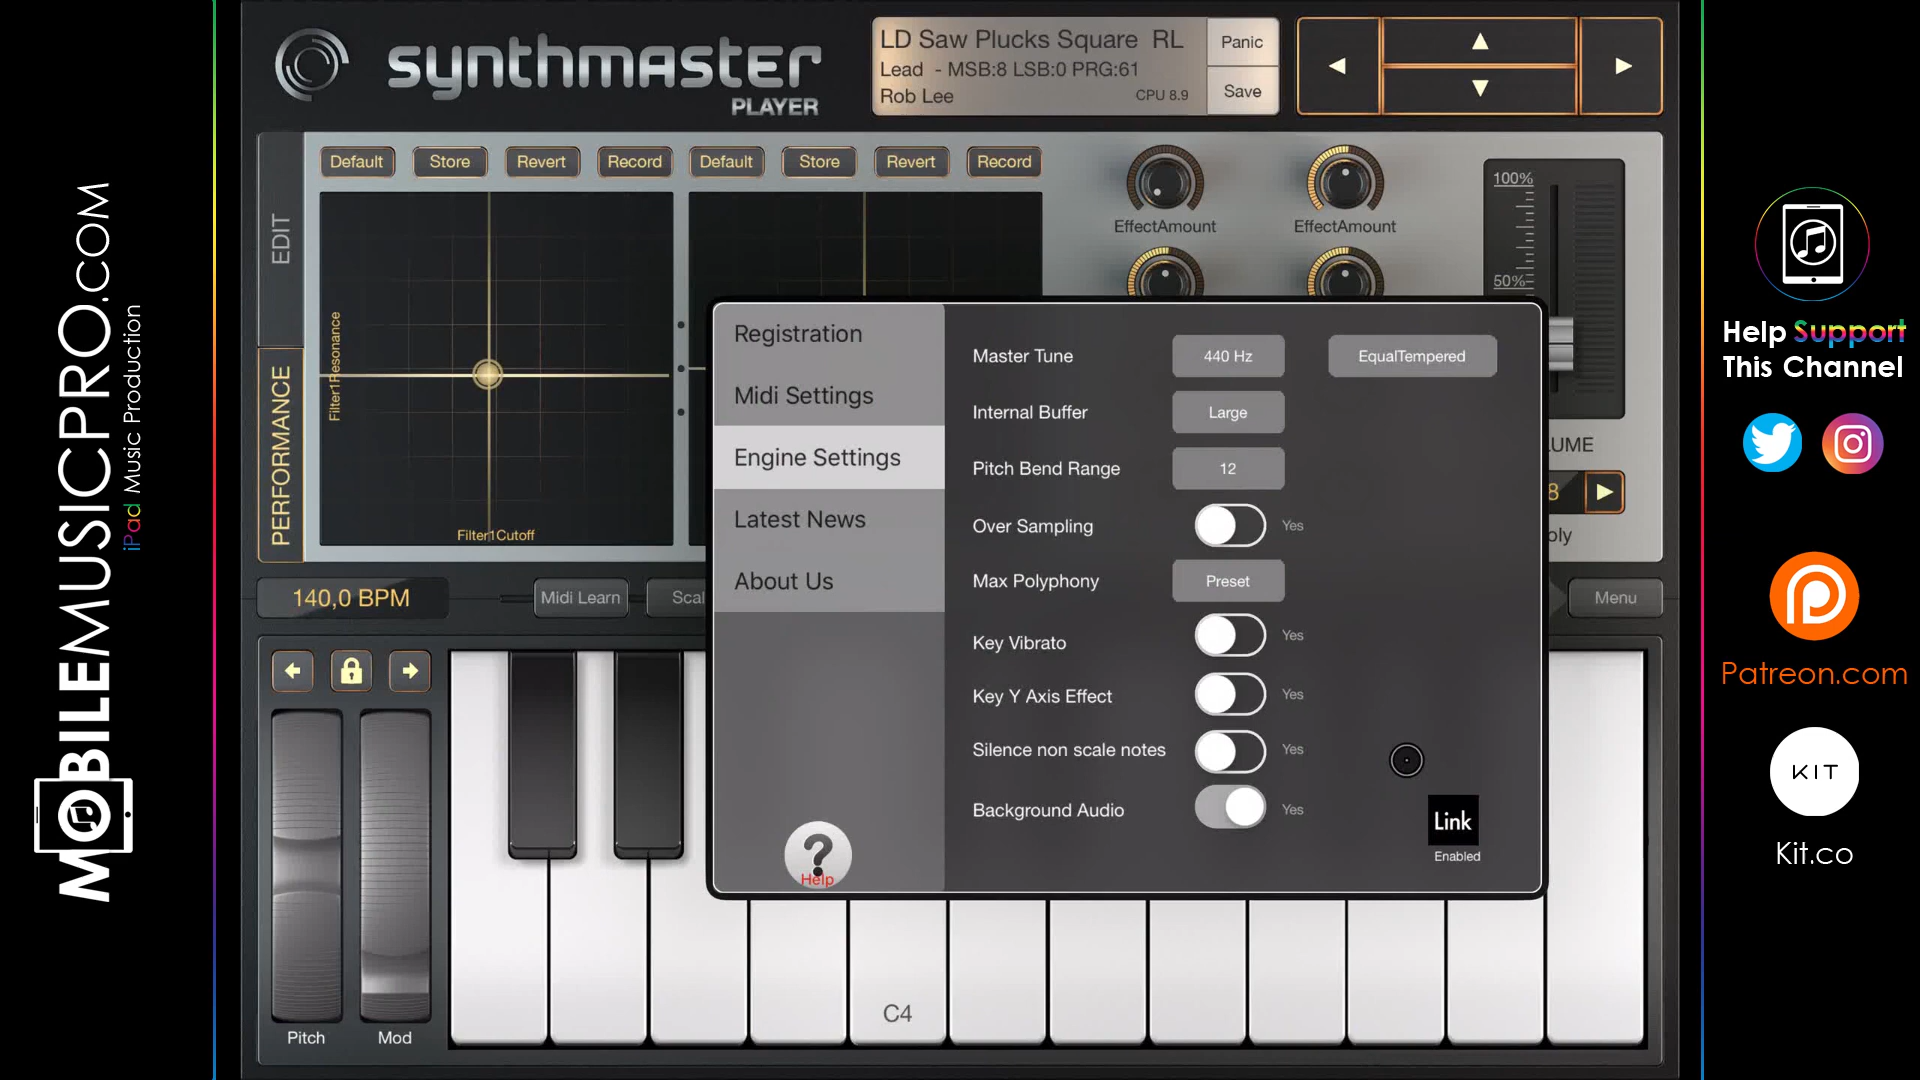 MOBILEMUSICPRO.COM
iPad Music Production
synthmaster
PLAYER
LD Saw Plucks Square RL
Lead - MSB:8 LSB:0 PRG:61
Rob Lee
CPU 8.9
Panic
Save
EDIT
PERFORMANCE
Default
Store
Revert
Record
Default
Store
Revert
Record
Filter1Resonance
Filter1Cutoff
EffectAmount
EffectAmount
100%
50%
UME
8
oly
140,0 BPM
Midi Learn
Scal
Menu
Registration
Midi Settings
Engine Settings
Latest News
About Us
Help
Master Tune
440 Hz
EqualTempered
Internal Buffer
Large
Pitch Bend Range
12
Over Sampling
Yes
Max Polyphony
Preset
Key Vibrato
Yes
Key Y Axis Effect
Yes
Silence non scale notes
Yes
Background Audio
Yes
Link
Enabled
C4
Pitch
Mod
Help Support
This Channel
Patreon.com
KIT
Kit.co